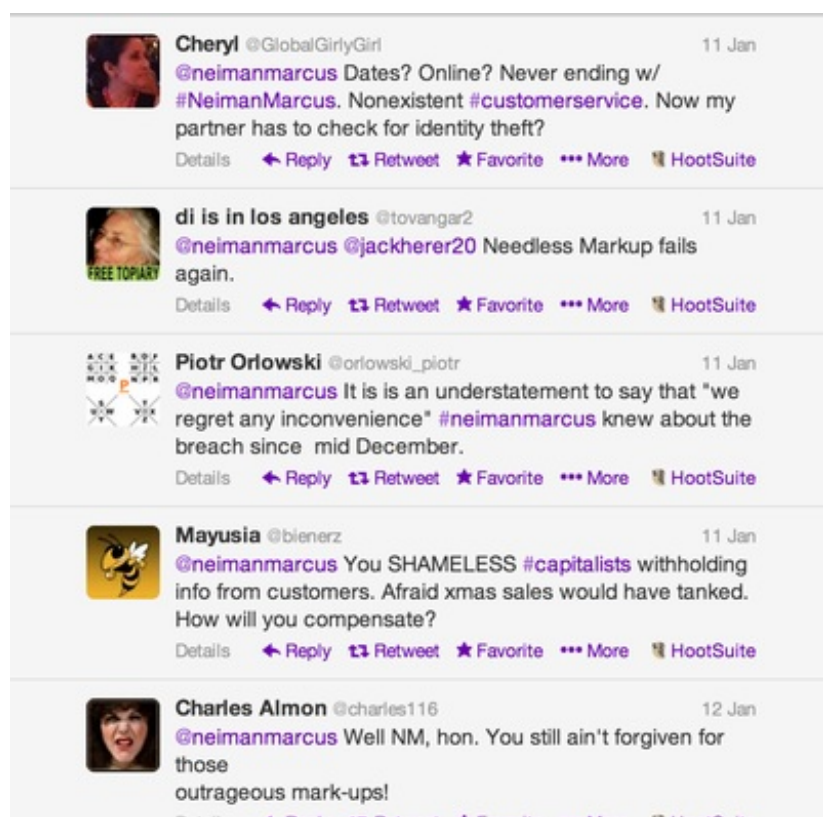 Cheryl @GlobalGirlyGirl 11 Jan
@neimanmarcus Dates? Online? Never ending w/
#NeimanMarcus. Nonexistent #customerservice. Now my
partner has to check for identity theft?
Details Reply Retweet Favorite More HootSuite
di is in los angeles @tovangar2 11 Jan
@neimanmarcus @jackherer20 Needless Markup fails
again.
FREE TOPIARY
Details Reply Retweet Favorite More HootSuite
Piotr Orlowski @orlowski_piotr 11 Jan
@neimanmarcus It is is an understatement to say that "we
regret any inconvenience" #neimanmarcus knew about the
breach since mid December.
Details Reply Retweet Favorite More HootSuite
Mayusia @bienerz 11 Jan
@neimanmarcus You SHAMELESS #capitalists withholding
info from customers. Afraid xmas sales would have tanked.
How will you compensate?
Details Reply Retweet Favorite More HootSuite
Charles Almon @charles116 12 Jan
@neimanmarcus Well NM, hon. You still ain't forgiven for
those
outrageous mark-ups!